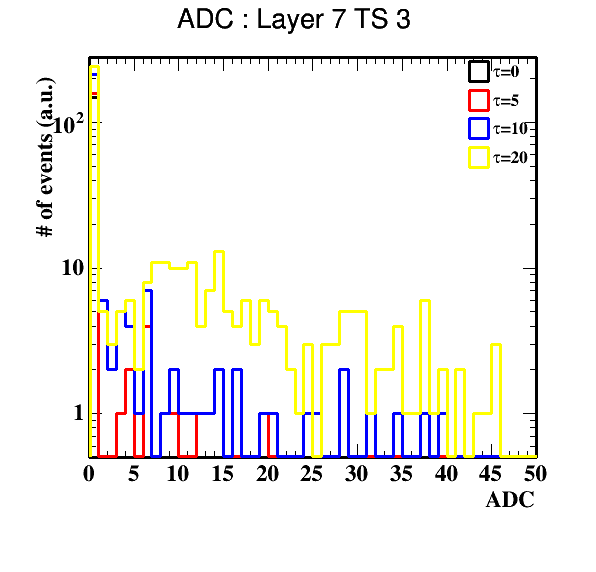 ADC : Layer 7 TS 3
# of events (a.u.)
10²
10
1
τ=0
τ=5
τ=10
τ=20
0 5 10 15 20 25 30 35 40 45 50
ADC